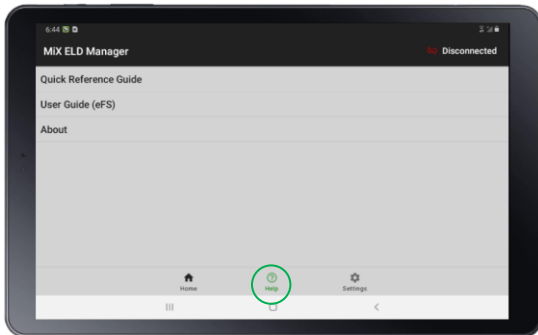 6:44
MiX ELD Manager
Disconnected
Quick Reference Guide
User Guide (eFS)
About
Home
Help
Settings